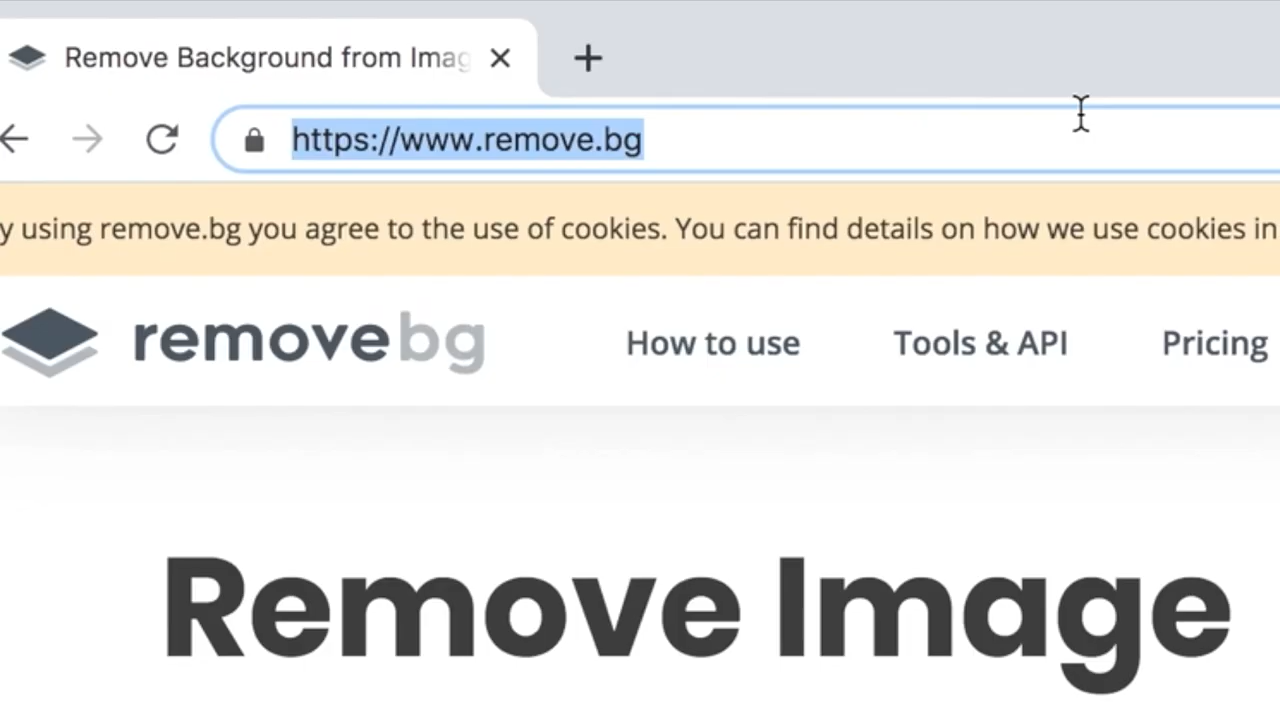 Remove Background from Imag
https://www.remove.bg
y using remove.bg you agree to the use of cookies. You can find details on how we use cookies in
removebg How to use Tools & API Pricing
Remove Image